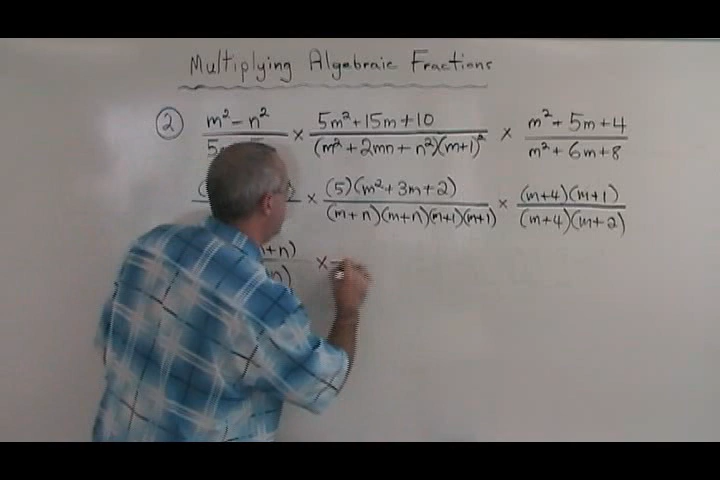 Multiplying Algebraic Fractions
② m² - n² × 5m² + 15m + 10 × m² + 5m + 4
5 (m² + 2mn + n²)(m+1)² m² + 6m + 8
( × (5)(m² + 3m + 2) × (m+4)(m+1)
(m+n)(m+n)(m+1)(m+1) (m+4)(m+2)
+n) ×
n)